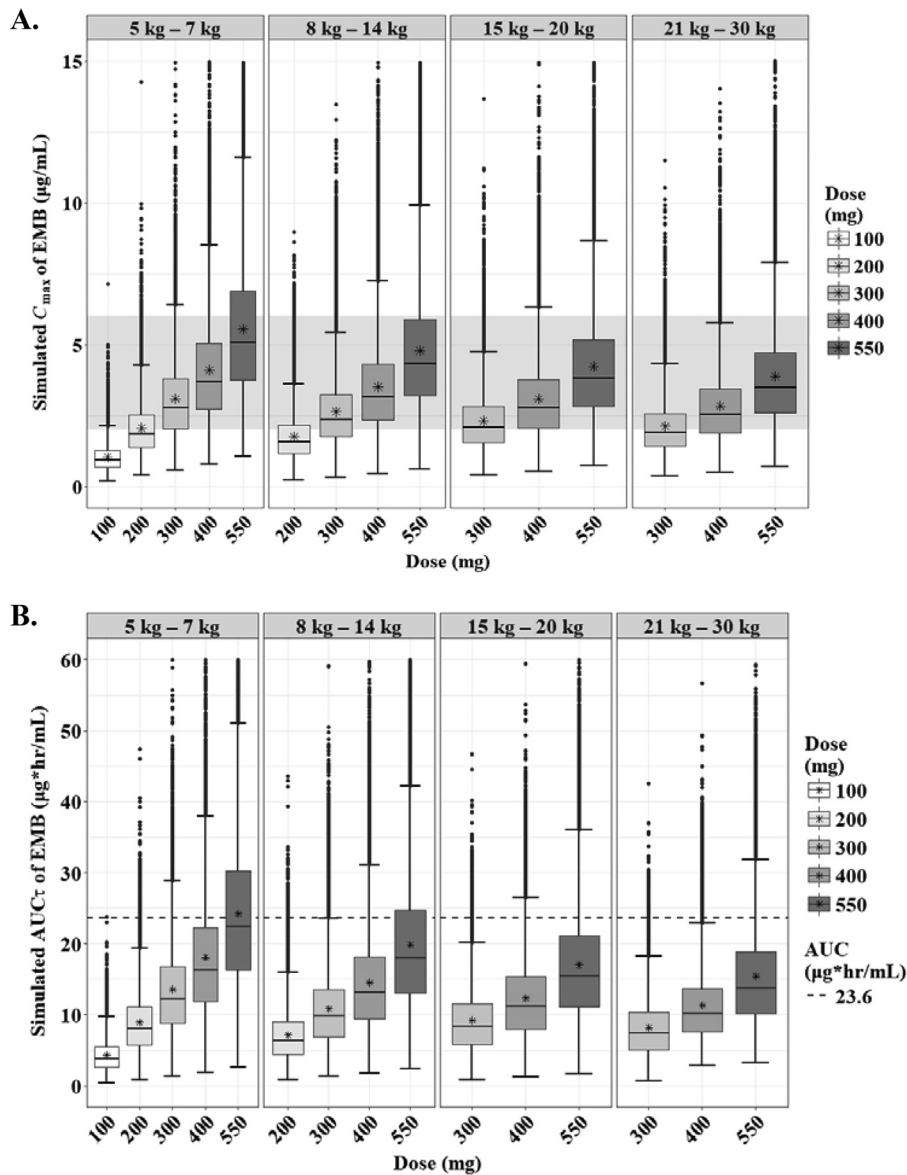 A.
5 kg – 7 kg 8 kg – 14 kg 15 kg – 20 kg 21 kg – 30 kg
Simulated Cmax of EMB (µg/mL)
15
10
5
0
100 200 300 400 550 200 300 400 550 300 400 550 300 400 550
Dose (mg)
Dose
(mg)
100
200
300
400
550
B.
5 kg – 7 kg 8 kg – 14 kg 15 kg – 20 kg 21 kg – 30 kg
Simulated AUCτ of EMB (µg*hr/mL)
60
50
40
30
20
10
0
100 200 300 400 550 200 300 400 550 300 400 550 300 400 550
Dose (mg)
Dose
(mg)
100
200
300
400
550
AUC
(µg*hr/mL)
23.6